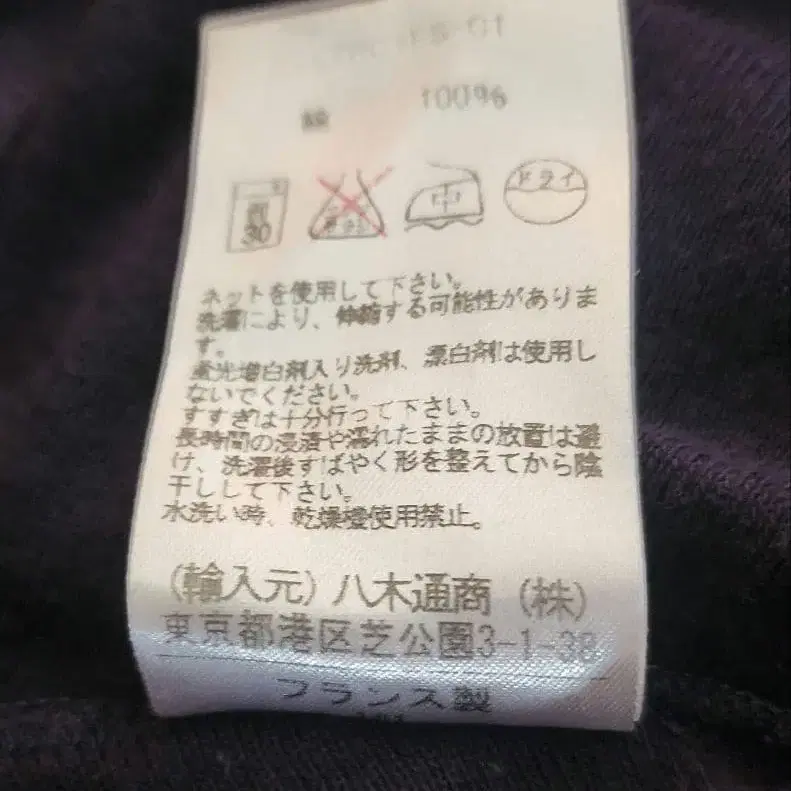 綿 100%
弱 30
中
ドライ
ネットを使用して下さい。
洗濯により、伸縮する可能性がありま
す。
蛍光増白剤入り洗剤、漂白剤は使用し
ないでください。
すすぎは十分行って下さい。
長時間の浸漬や濡れたままの放置は避
け、洗濯後すばやく形を整えてから陰
干しして下さい。
水洗い時、乾燥機使用禁止。
(輸入元) 八木通商 (株)
東京都港区芝公園3-1-38
フランス製